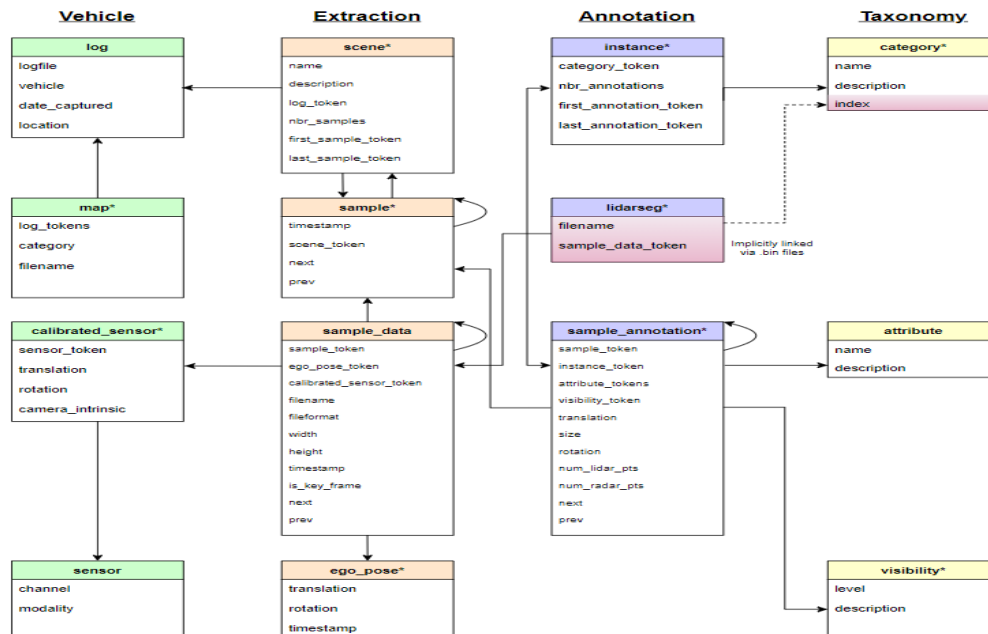 Vehicle
Extraction
Annotation
Taxonomy
log
logfile
vehicle
date_captured
location
scene*
name
description
log_token
nbr_samples
first_sample_token
last_sample_token
instance*
category_token
nbr_annotations
first_annotation_token
last_annotation_token
category*
name
description
index
map*
log_tokens
category
filename
sample*
timestamp
scene_token
next
prev
lidarseg*
filename
sample_data_token
Implicitly linked
via .bin files
calibrated_sensor*
sensor_token
translation
rotation
camera_intrinsic
sample_data
sample_token
ego_pose_token
calibrated_sensor_token
filename
fileformat
width
height
timestamp
is_key_frame
next
prev
sample_annotation*
sample_token
instance_token
attribute_tokens
visibility_token
translation
size
rotation
num_lidar_pts
num_radar_pts
next
prev
attribute
name
description
sensor
channel
modality
ego_pose*
translation
rotation
timestamp
visibility*
level
description